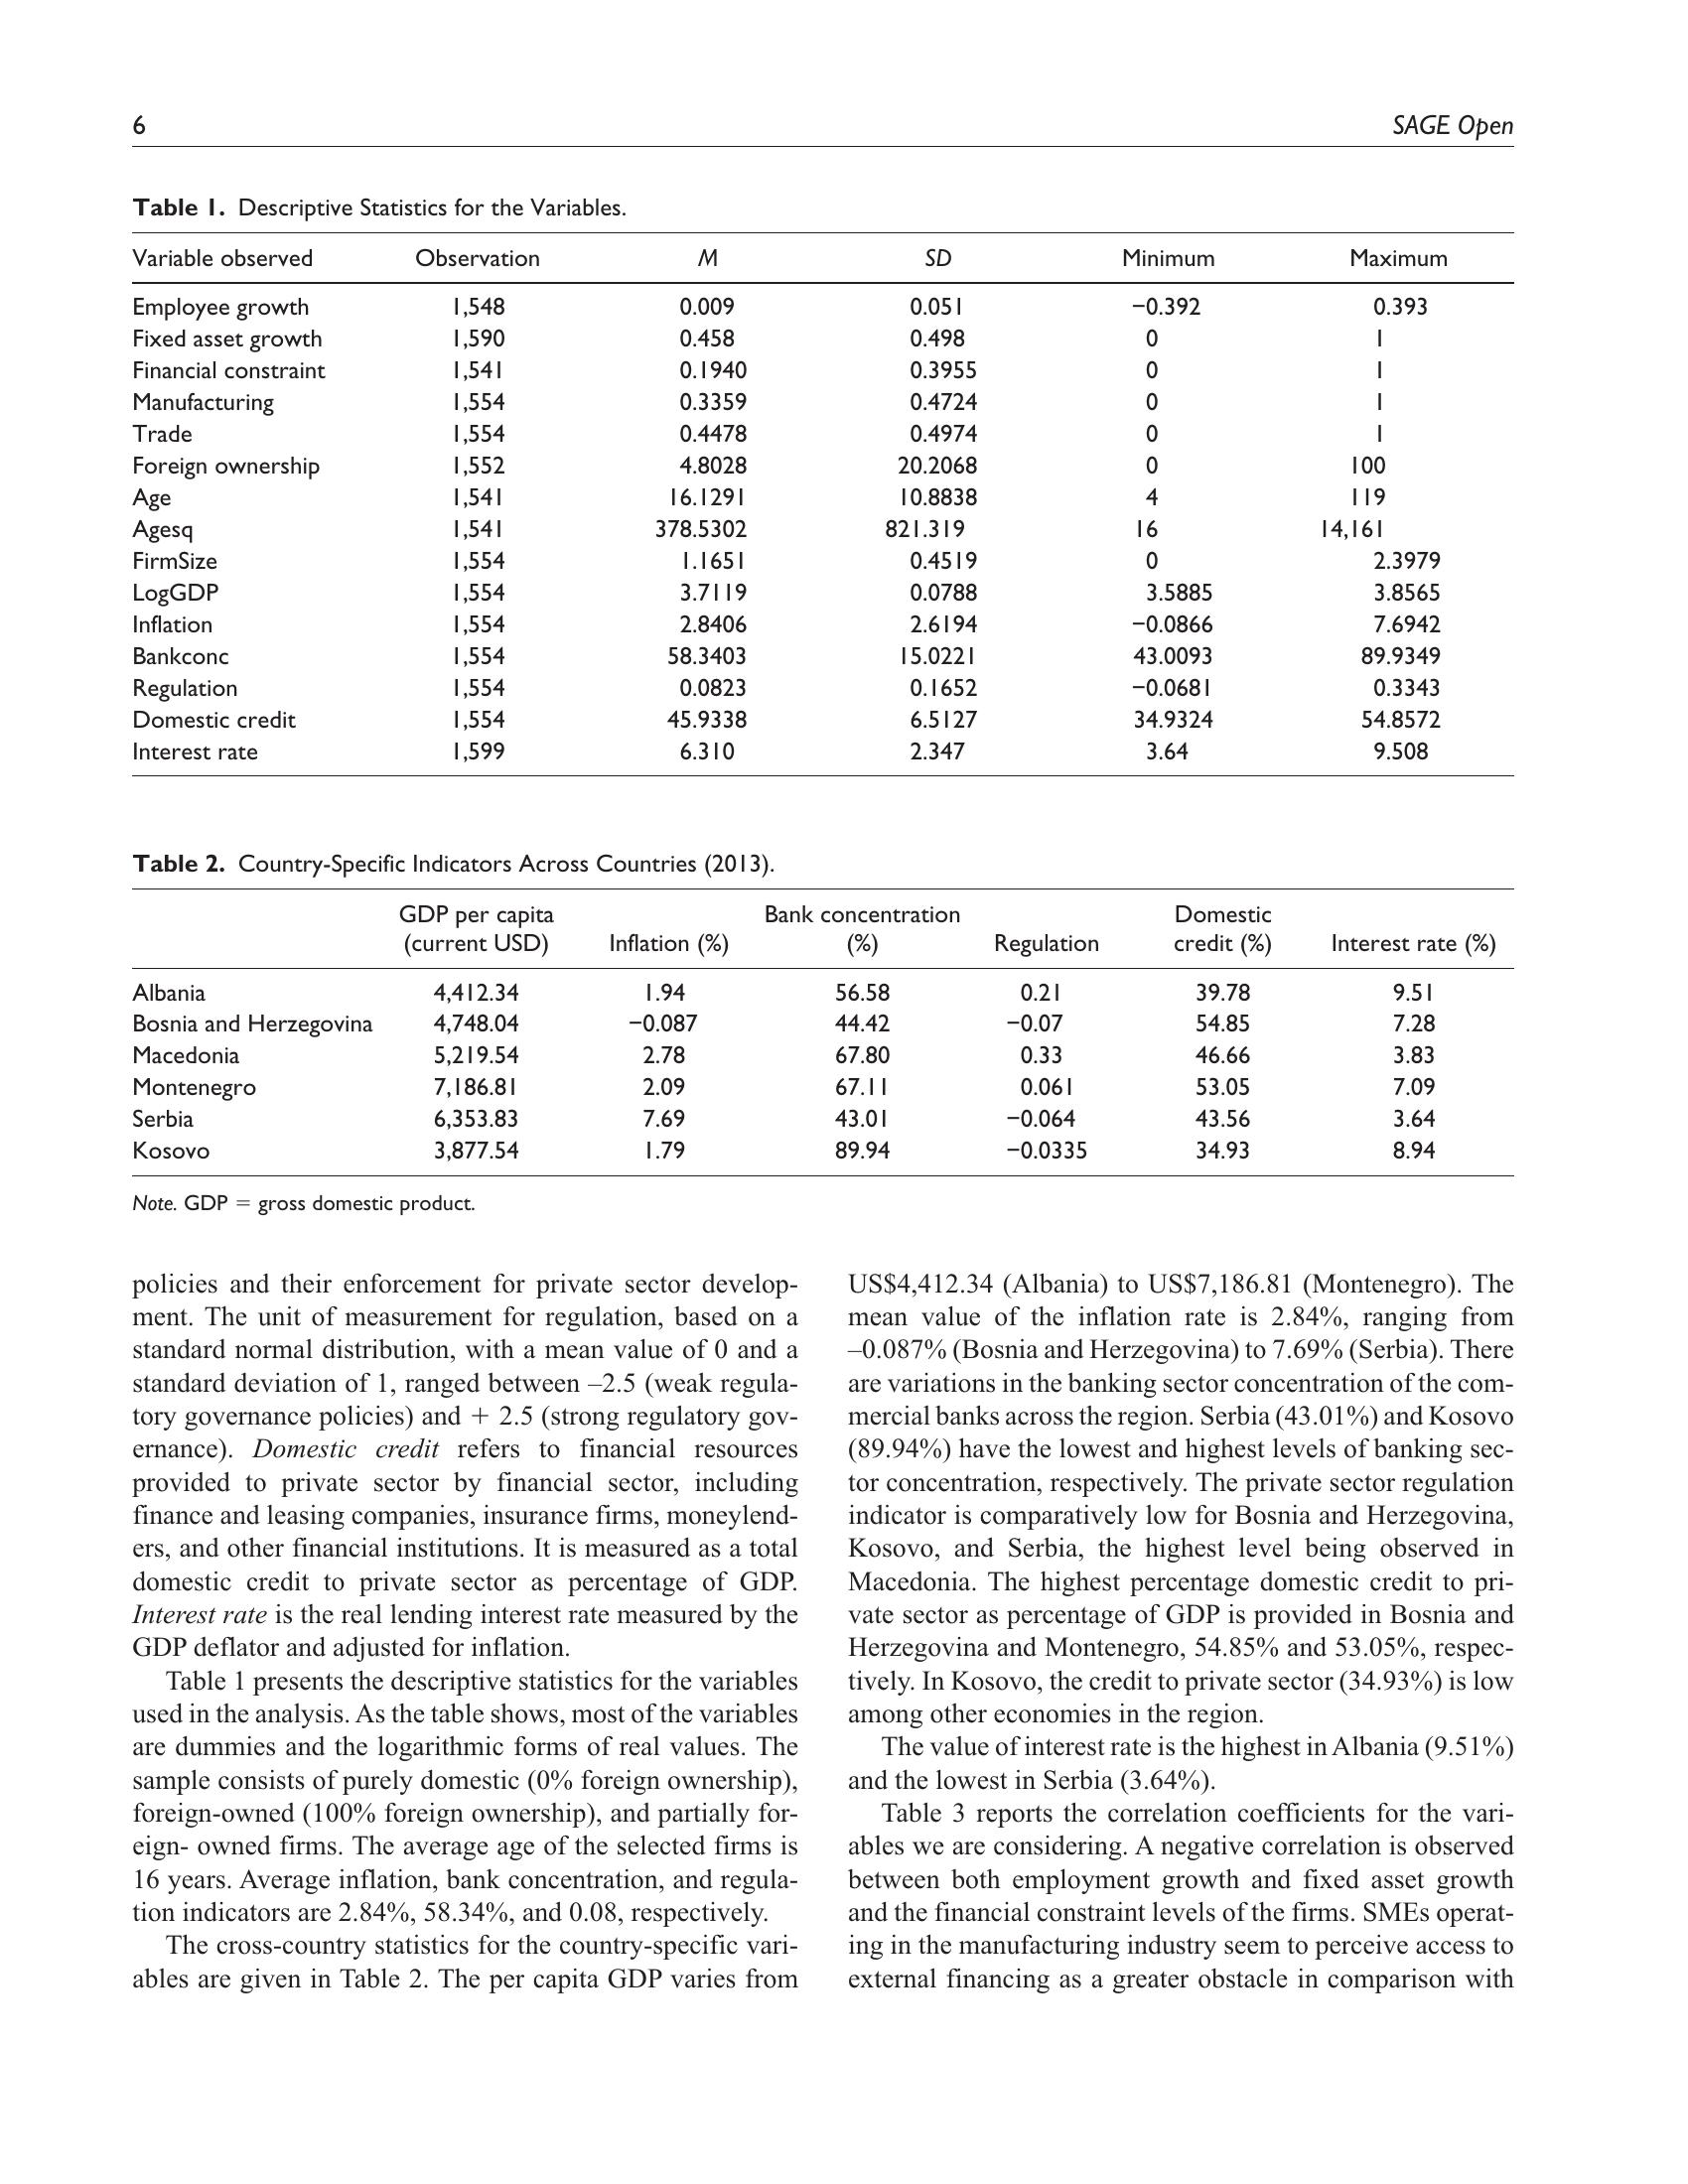 6 SAGE Open
Table 1. Descriptive Statistics for the Variables.
Variable observed Observation M SD Minimum Maximum
Employee growth 1,548 0.009 0.051 −0.392 0.393
Fixed asset growth 1,590 0.458 0.498 0 1
Financial constraint 1,541 0.1940 0.3955 0 1
Manufacturing 1,554 0.3359 0.4724 0 1
Trade 1,554 0.4478 0.4974 0 1
Foreign ownership 1,552 4.8028 20.2068 0 100
Age 1,541 16.1291 10.8838 4 119
Agesq 1,541 378.5302 821.319 16 14,161
FirmSize 1,554 1.1651 0.4519 0 2.3979
LogGDP 1,554 3.7119 0.0788 3.5885 3.8565
Inflation 1,554 2.8406 2.6194 −0.0866 7.6942
Bankconc 1,554 58.3403 15.0221 43.0093 89.9349
Regulation 1,554 0.0823 0.1652 −0.0681 0.3343
Domestic credit 1,554 45.9338 6.5127 34.9324 54.8572
Interest rate 1,599 6.310 2.347 3.64 9.508
Table 2. Country-Specific Indicators Across Countries (2013).
GDP per capita Bank concentration Domestic
(current USD) Inflation (%) (%) Regulation credit (%) Interest rate (%)
Albania 4,412.34 1.94 56.58 0.21 39.78 9.51
Bosnia and Herzegovina 4,748.04 −0.087 44.42 −0.07 54.85 7.28
Macedonia 5,219.54 2.78 67.80 0.33 46.66 3.83
Montenegro 7,186.81 2.09 67.11 0.061 53.05 7.09
Serbia 6,353.83 7.69 43.01 −0.064 43.56 3.64
Kosovo 3,877.54 1.79 89.94 −0.0335 34.93 8.94
Note. GDP = gross domestic product.
policies and their enforcement for private sector develop-
ment. The unit of measurement for regulation, based on a
standard normal distribution, with a mean value of 0 and a
standard deviation of 1, ranged between –2.5 (weak regula-
tory governance policies) and + 2.5 (strong regulatory gov-
ernance). Domestic credit refers to financial resources
provided to private sector by financial sector, including
finance and leasing companies, insurance firms, moneylend-
ers, and other financial institutions. It is measured as a total
domestic credit to private sector as percentage of GDP.
Interest rate is the real lending interest rate measured by the
GDP deflator and adjusted for inflation.
Table 1 presents the descriptive statistics for the variables
used in the analysis. As the table shows, most of the variables
are dummies and the logarithmic forms of real values. The
sample consists of purely domestic (0% foreign ownership),
foreign-owned (100% foreign ownership), and partially for-
eign- owned firms. The average age of the selected firms is
16 years. Average inflation, bank concentration, and regula-
tion indicators are 2.84%, 58.34%, and 0.08, respectively.
The cross-country statistics for the country-specific vari-
ables are given in Table 2. The per capita GDP varies from
US$4,412.34 (Albania) to US$7,186.81 (Montenegro). The
mean value of the inflation rate is 2.84%, ranging from
–0.087% (Bosnia and Herzegovina) to 7.69% (Serbia). There
are variations in the banking sector concentration of the com-
mercial banks across the region. Serbia (43.01%) and Kosovo
(89.94%) have the lowest and highest levels of banking sec-
tor concentration, respectively. The private sector regulation
indicator is comparatively low for Bosnia and Herzegovina,
Kosovo, and Serbia, the highest level being observed in
Macedonia. The highest percentage domestic credit to pri-
vate sector as percentage of GDP is provided in Bosnia and
Herzegovina and Montenegro, 54.85% and 53.05%, respec-
tively. In Kosovo, the credit to private sector (34.93%) is low
among other economies in the region.
The value of interest rate is the highest in Albania (9.51%)
and the lowest in Serbia (3.64%).
Table 3 reports the correlation coefficients for the vari-
ables we are considering. A negative correlation is observed
between both employment growth and fixed asset growth
and the financial constraint levels of the firms. SMEs operat-
ing in the manufacturing industry seem to perceive access to
external financing as a greater obstacle in comparison with